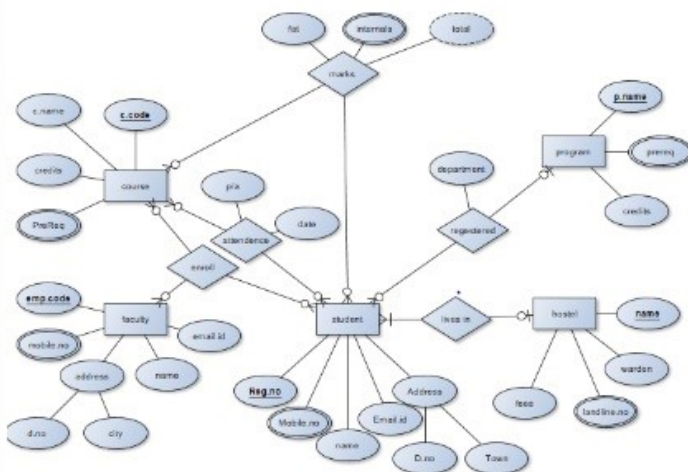 internals
total
marks
p.name
c.name
c.code
program
prereq
department
credits
course
p/a
credits
date
registered
PreReq
attendence
enroll
emp.code
faculty
student
lives in
hostel
name
mobile.no
email.id
address
name
Reg.no
Address
warden
Mobile.no
Email.id
fees
landline.no
d.no
city
name
D.no
Town